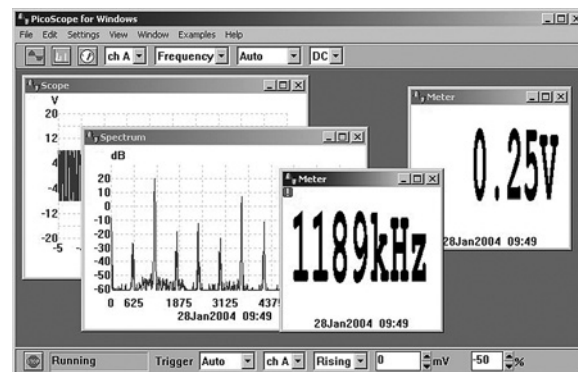 PicoScope for Windows
File Edit Settings View Window Examples Help
ch A Frequency Auto DC
Scope
V
20
12
4
-4
-12
-20
-5
Spectrum
dB
20
10
0
-10
-20
-30
-40
-50
-60
0 625 1875 3125 4375
28Jan2004 09:49
Meter
1189kHz
28Jan2004 09:49
Meter
0.25V
28Jan2004 09:49
Running Trigger Auto ch A Rising 0 mV -50 %